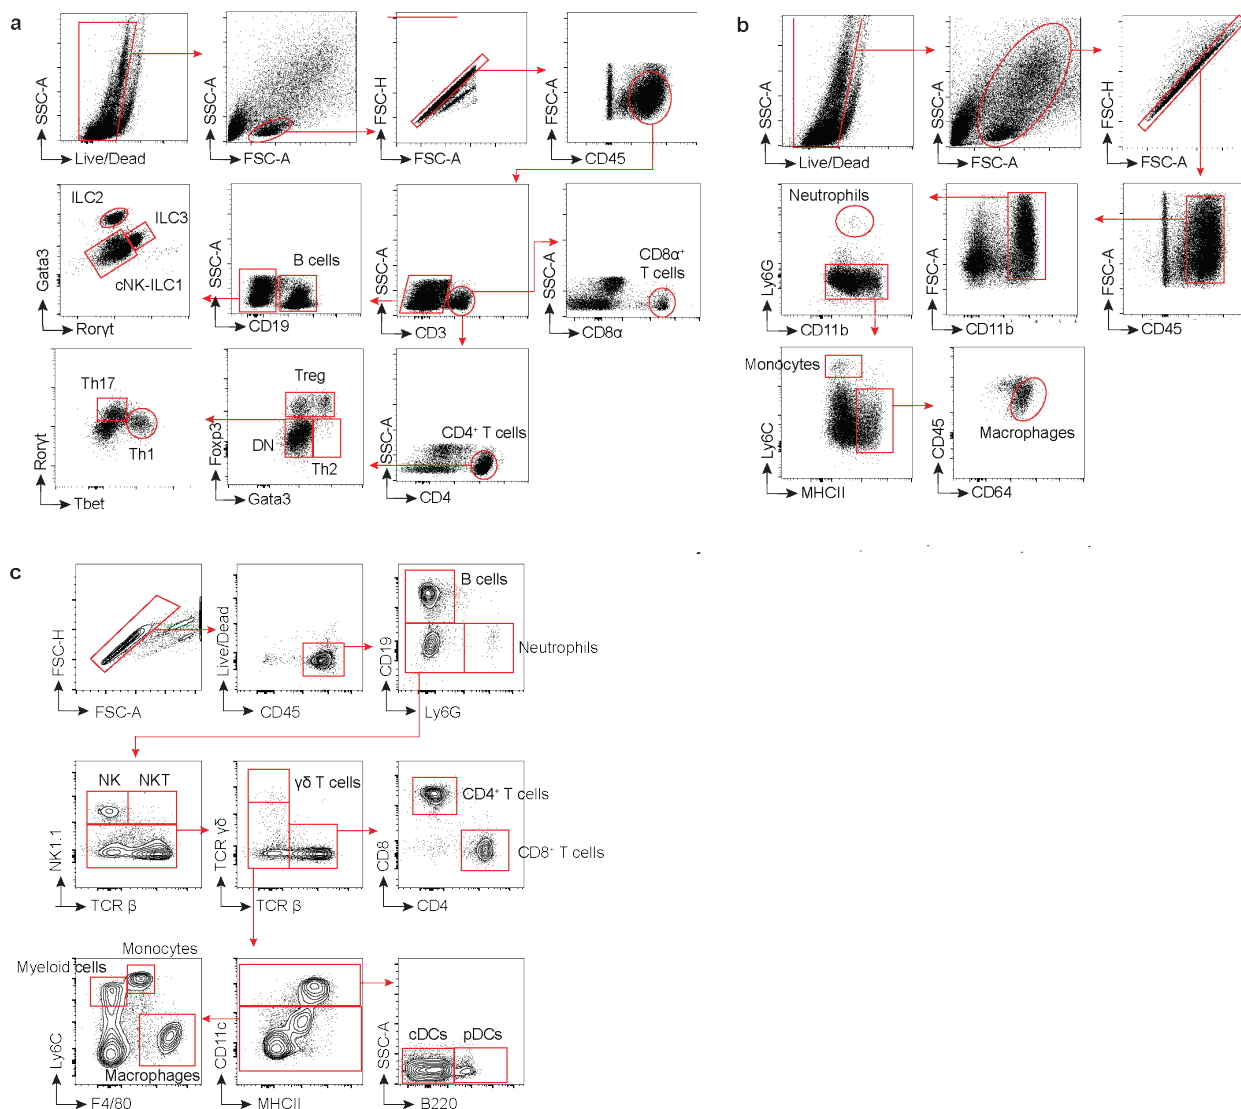 a
SSC-A
Live/Dead
SSC-A
FSC-A
FSC-H
FSC-A
FSC-A
CD45
ILC2
ILC3
cNK-ILC1
Gata3
Rorγt
SSC-A
B cells
CD19
SSC-A
CD3
SSC-A
CD8α⁺
T cells
CD8α
Th17
Th1
Rorγt
Tbet
Treg
DN
Th2
Foxp3
Gata3
CD4⁺ T cells
SSC-A
CD4
b
SSC-A
Live/Dead
SSC-A
FSC-A
FSC-H
FSC-A
Neutrophils
Ly6G
CD11b
FSC-A
CD11b
FSC-A
CD45
Monocytes
Ly6C
MHCII
Macrophages
CD45
CD64
c
FSC-H
FSC-A
Live/Dead
CD45
B cells
Neutrophils
CD19
Ly6G
NK NKT
NK1.1
TCR β
γδ T cells
TCR γδ
TCR β
CD4⁺ T cells
CD8⁺ T cells
CD8
CD4
Monocytes
Myeloid cells
Macrophages
Ly6C
F4/80
CD11c
MHCII
cDCs pDCs
SSC-A
B220